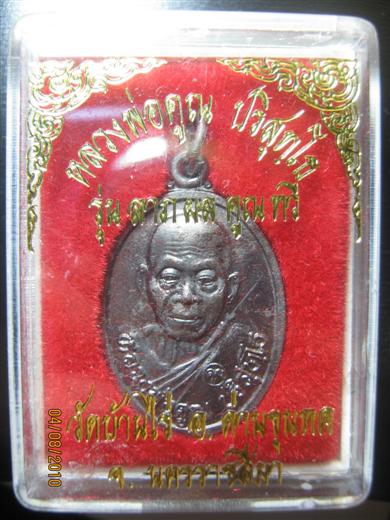 หลวงพ่อคูณ ปริสุทฺโธ
รุ่น ลาภ ผล คูณ ทวี
วัดบ้านไร่ อ. ด่านขุนทด
จ. นครราชสีมา
04/08/2010